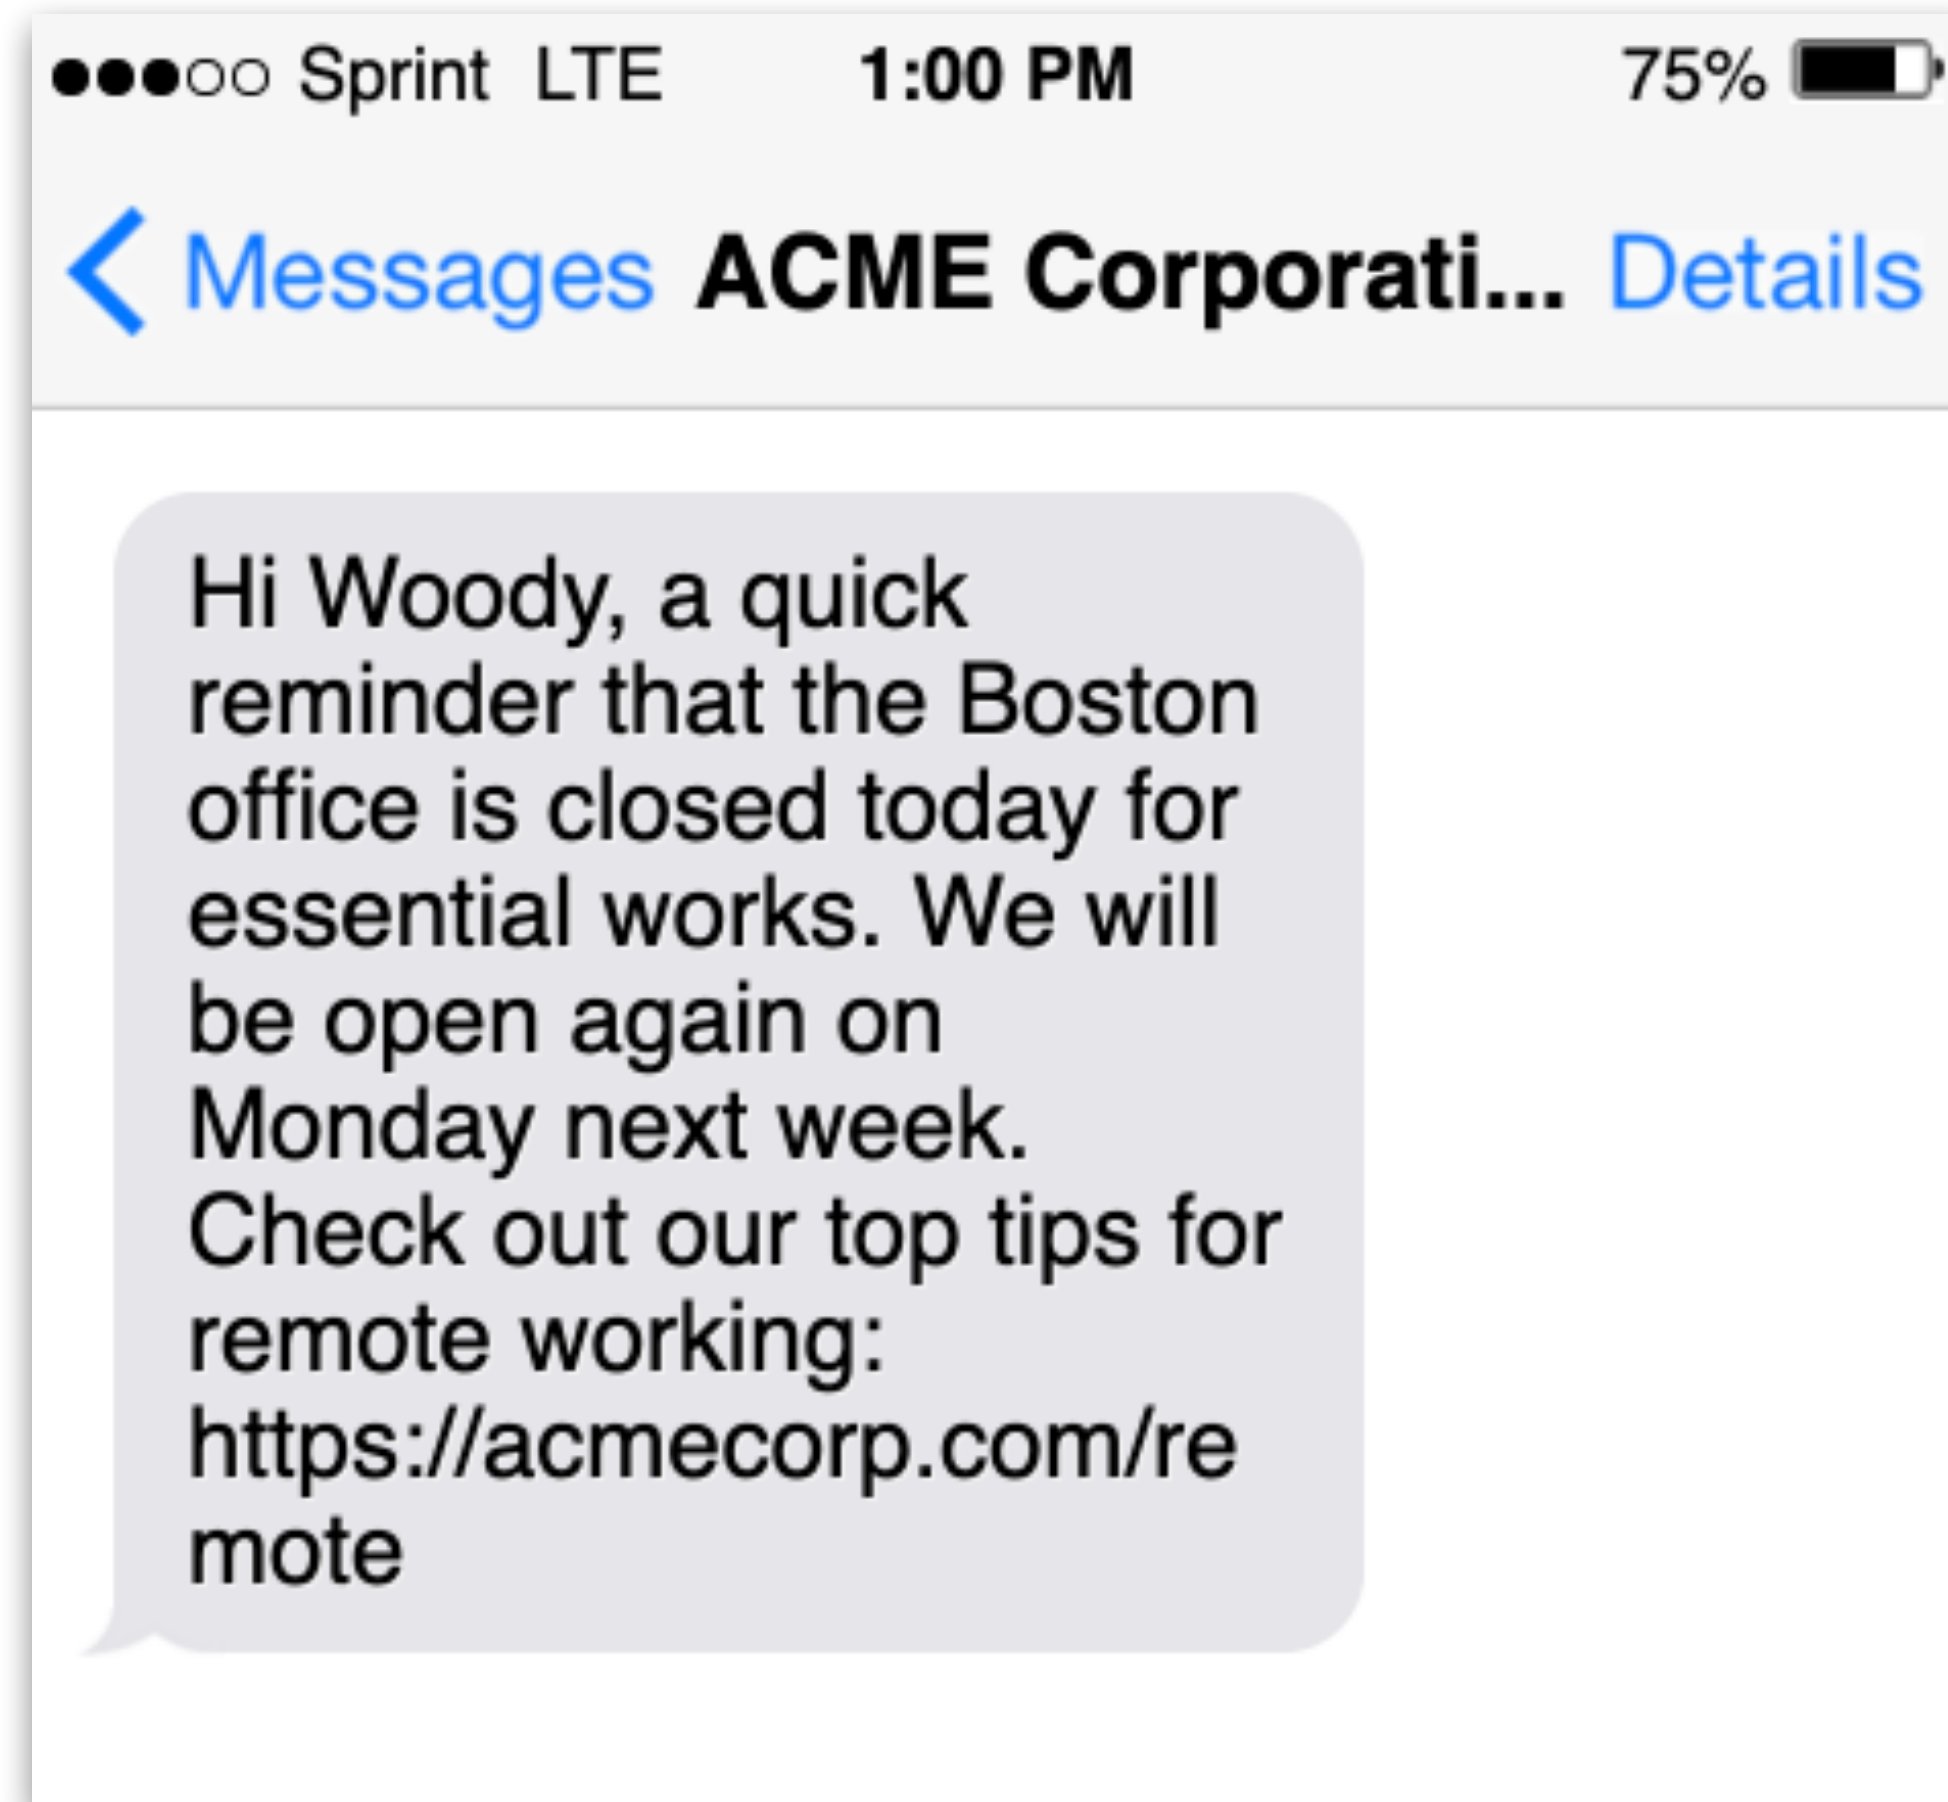 Sprint LTE 1:00 PM 75%
Messages ACME Corporati... Details
Hi Woody, a quick
reminder that the Boston
office is closed today for
essential works. We will
be open again on
Monday next week.
Check out our top tips for
remote working:
https://acmecorp.com/re
mote